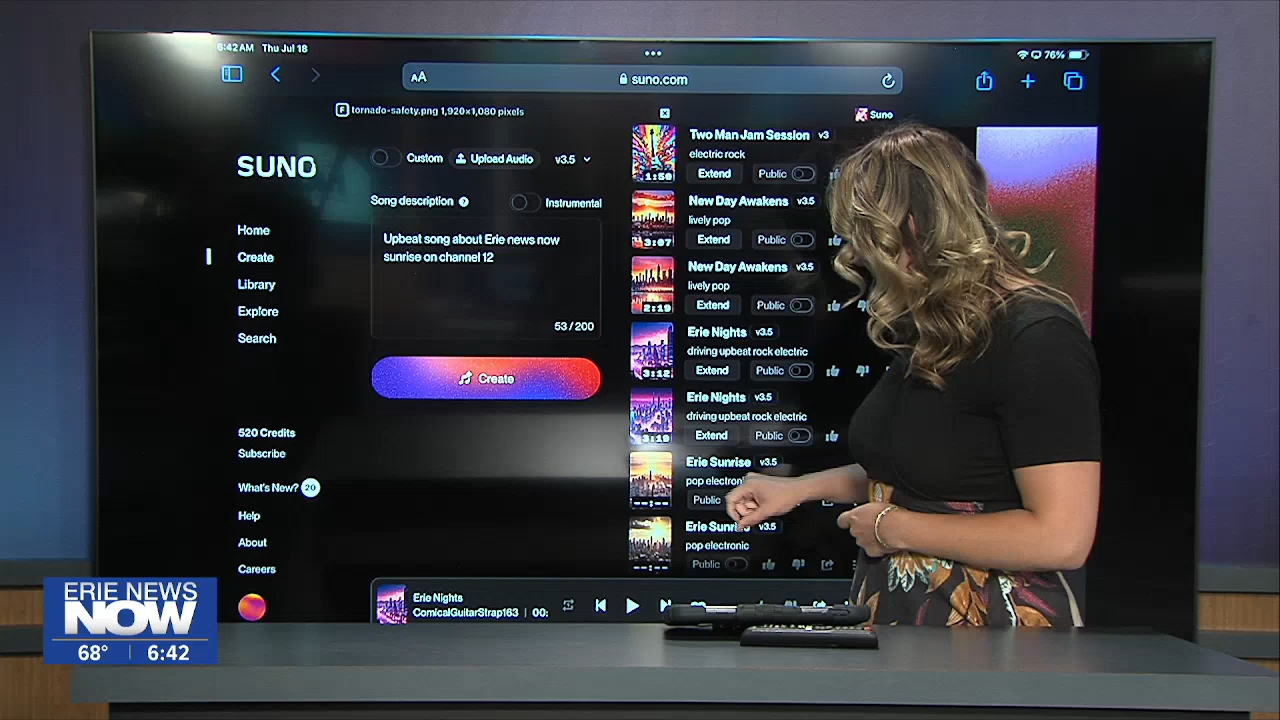 6:42 AM Thu Jul 18
76%
AA
suno.com
tornado-safety.png 1,920×1,080 pixels
Suno
SUNO
Home
Create
Library
Explore
Search
520 Credits
Subscribe
What's New? 20
Help
About
Careers
Custom
Upload Audio
v3.5
Song description
Instrumental
Upbeat song about Erie news now
sunrise on channel 12
53 / 200
Create
Two Man Jam Session v3
electric rock
1:50
Extend
Public
New Day Awakens v3.5
lively pop
3:07
Extend
Public
New Day Awakens v3.5
lively pop
2:19
Extend
Public
Erie Nights v3.5
driving upbeat rock electric
3:12
Extend
Public
Erie Nights v3.5
driving upbeat rock electric
3:19
Extend
Public
Erie Sunrise v3.5
--:--
Public
v3.5
pop electronic
--:--
Public
Erie Nights
ComicalGuitarStrap163 | 00:
ERIE NEWS
NOW
68° | 6:42